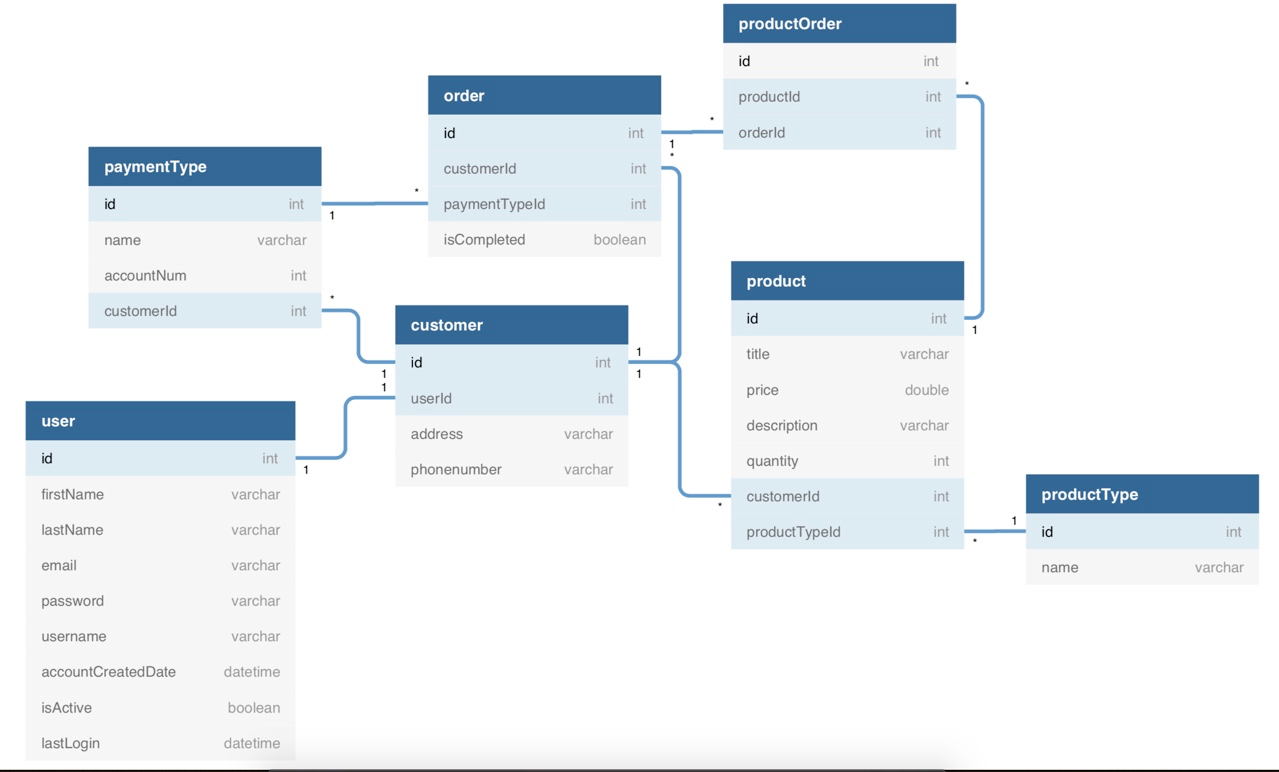 productOrder
id int
productId int
orderId int
*
*
order
id int
customerId int
paymentTypeId int
isCompleted boolean
1
*
*
paymentType
id int
name varchar
accountNum int
customerId int
1
*
customer
id int
userId int
address varchar
phonenumber varchar
1
1
1
1
product
id int
title varchar
price double
description varchar
quantity int
customerId int
productTypeId int
1
*
*
user
id int
firstName varchar
lastName varchar
email varchar
password varchar
username varchar
accountCreatedDate datetime
isActive boolean
lastLogin datetime
1
productType
id int
name varchar
1